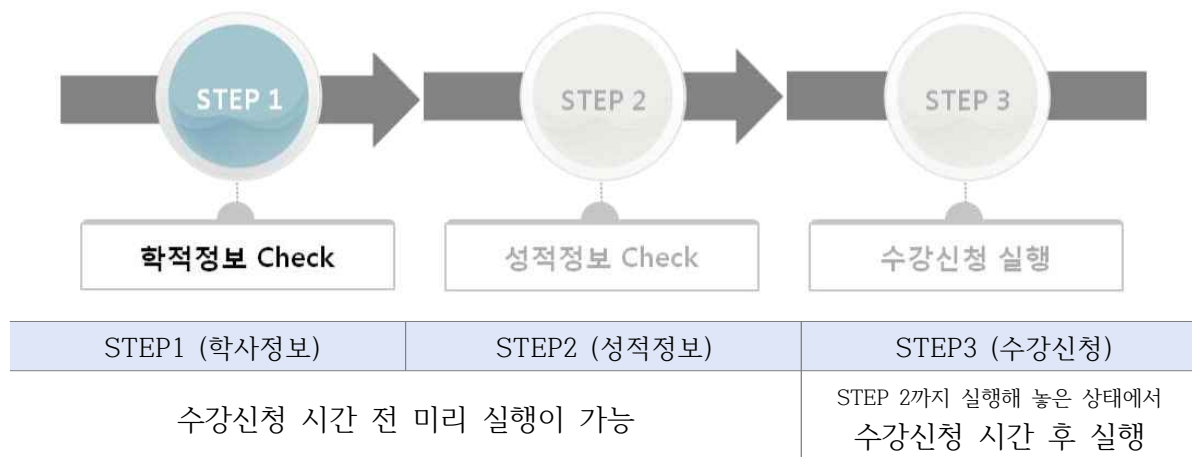 STEP 1
STEP 2
STEP 3
학적정보 Check
성적정보 Check
수강신청 실행
STEP1 (학사정보)
STEP2 (성적정보)
STEP3 (수강신청)
수강신청 시간 전 미리 실행이 가능
STEP 2까지 실행해 놓은 상태에서
수강신청 시간 후 실행